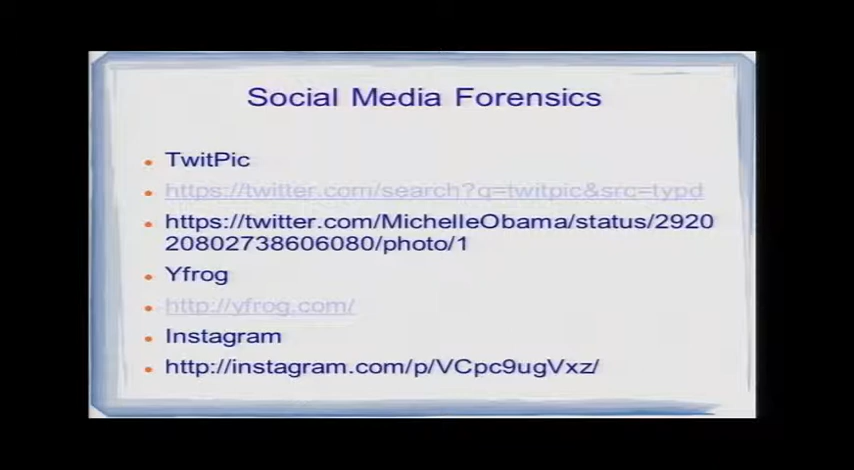 Social Media Forensics
TwitPic
https://twitter.com/search?q=twitpic&src=typd
https://twitter.com/MichelleObama/status/2920
20802738606080/photo/1
Yfrog
http://yfrog.com/
Instagram
http://instagram.com/p/VCpc9ugVxz/